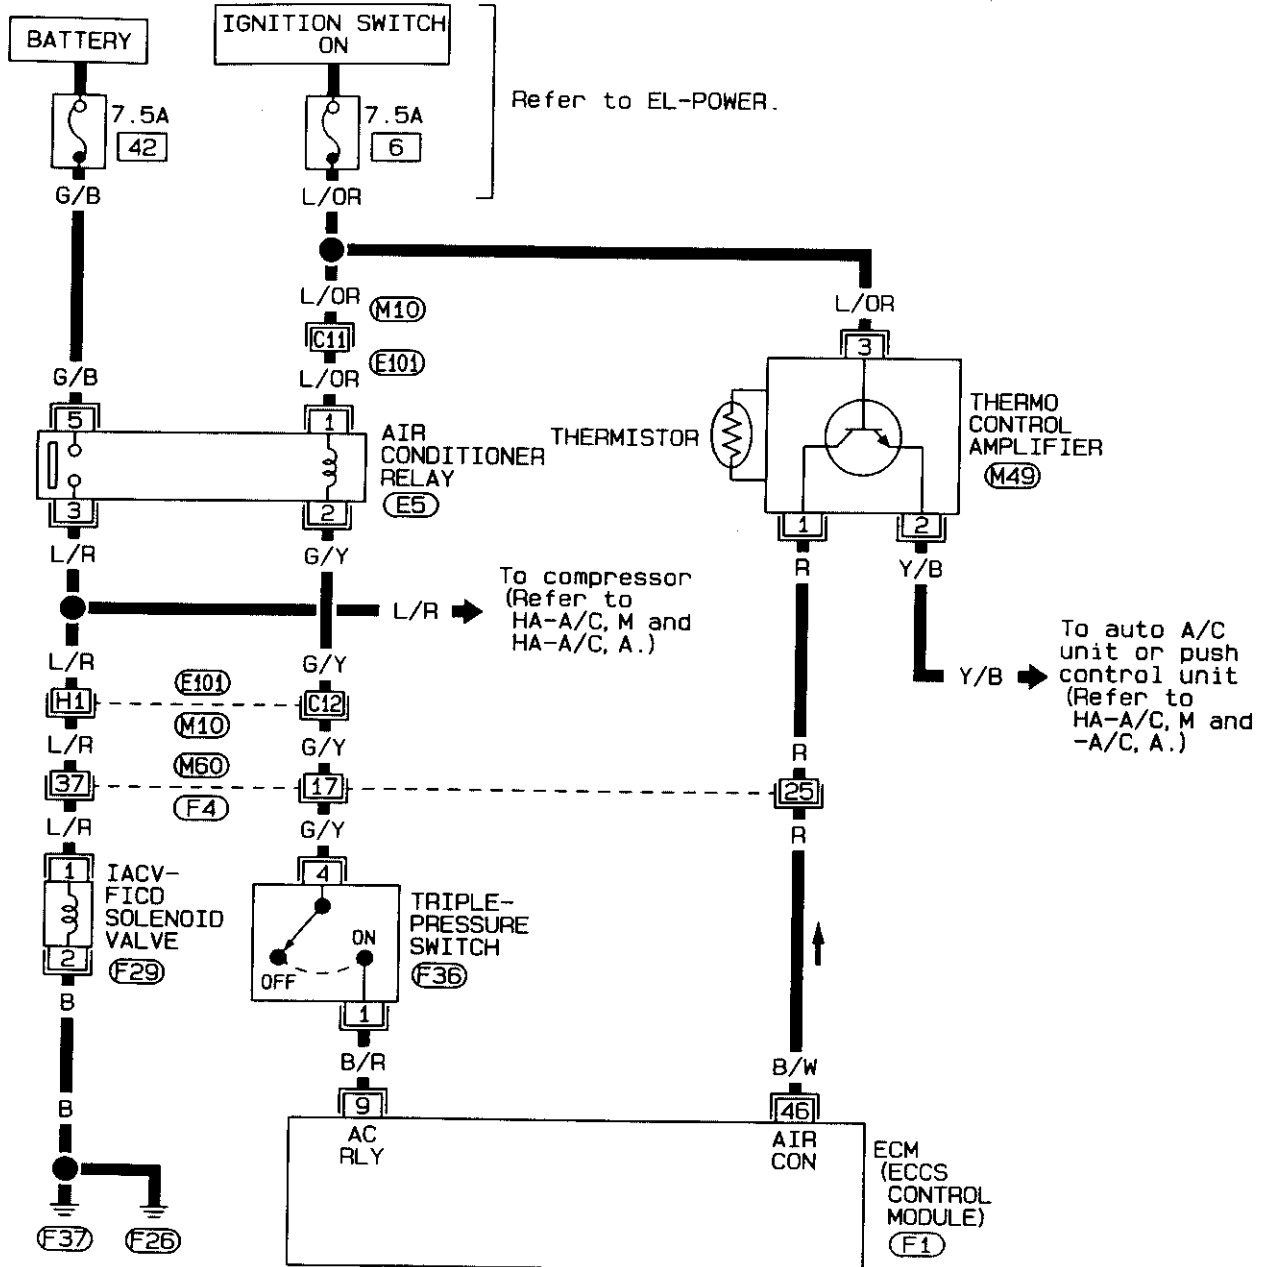 BATTERY
IGNITION SWITCH
ON
Refer to EL-POWER.
7.5A
42
7.5A
6
G/B
L/OR
L/OR
M10
C11
E101
L/OR
L/OR
G/B
5
1
AIR
CONDITIONER
RELAY
E5
3
2
3
THERMISTOR
THERMO
CONTROL
AMPLIFIER
M49
1
2
L/R
G/Y
R
Y/B
To compressor
(Refer to
HA-A/C, M and
HA-A/C, A.)
L/R
To auto A/C
unit or push
control unit
(Refer to
HA-A/C, M and
-A/C, A.)
Y/B
L/R
G/Y
E101
H1
C12
M10
L/R
G/Y
R
M60
37
17
25
F4
L/R
G/Y
R
1
IACV-
FICD
SOLENOID
VALVE
F29
2
4
TRIPLE-
PRESSURE
SWITCH
F36
ON
OFF
1
B
B/R
B/W
B
9
46
AC
RLY
AIR
CON
ECM
(ECCS
CONTROL
MODULE)
F1
F37
F26